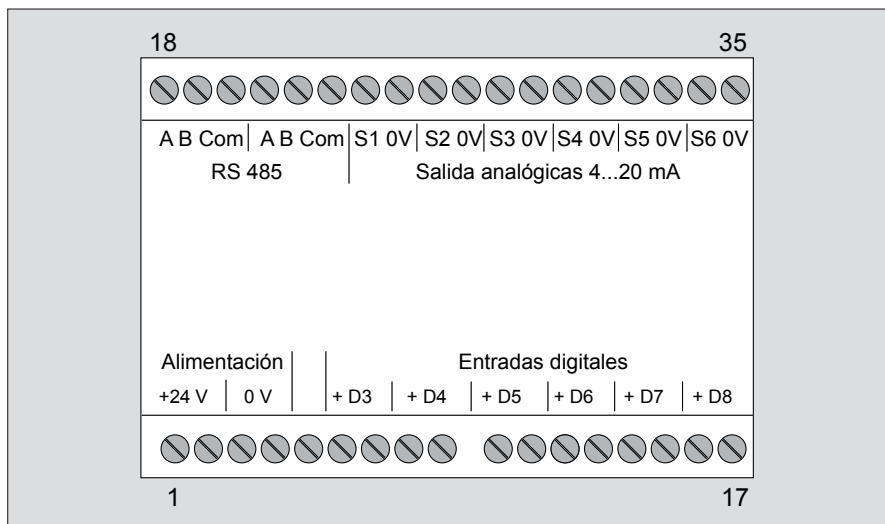 18 35
A B Com A B Com S1 0V S2 0V S3 0V S4 0V S5 0V S6 0V
RS 485 Salida analógicas 4...20 mA
Alimentación Entradas digitales
+24 V 0 V + D3 + D4 + D5 + D6 + D7 + D8
1 17